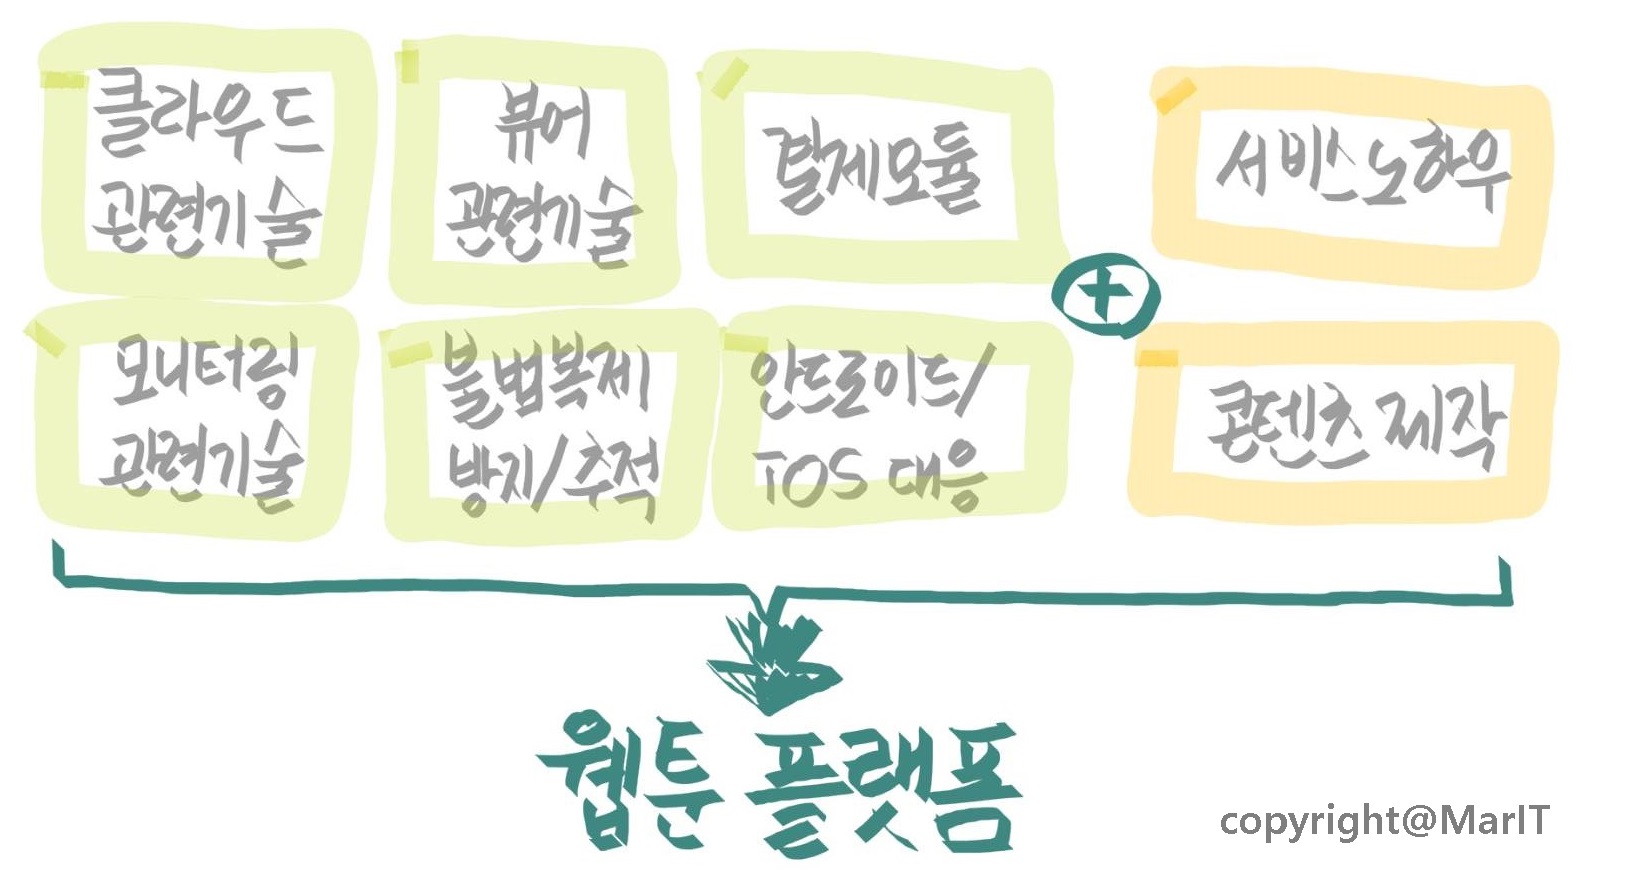 클라우드
관련기술
뷰어
관련기술
결제모듈
서비스노하우
모니터링
관련기술
불법복제
방지/추적
안드로이드/
IOS 대응
콘텐츠 제작
+
웹툰 플랫폼
copyright@MarIT